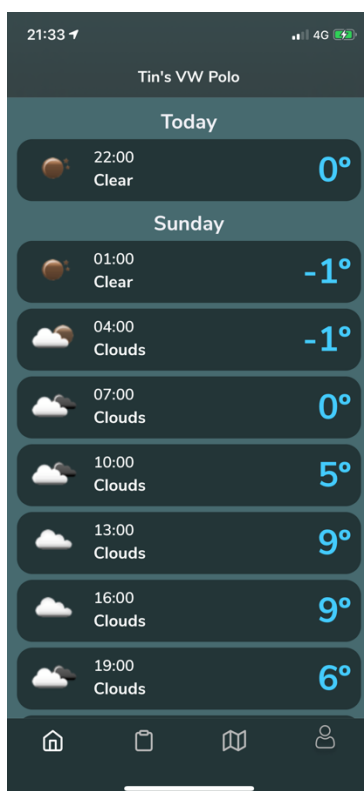 21:33
4G
Tin's VW Polo
Today
22:00
Clear
0°
Sunday
01:00
Clear
-1°
04:00
Clouds
-1°
07:00
Clouds
0°
10:00
Clouds
5°
13:00
Clouds
9°
16:00
Clouds
9°
19:00
Clouds
6°